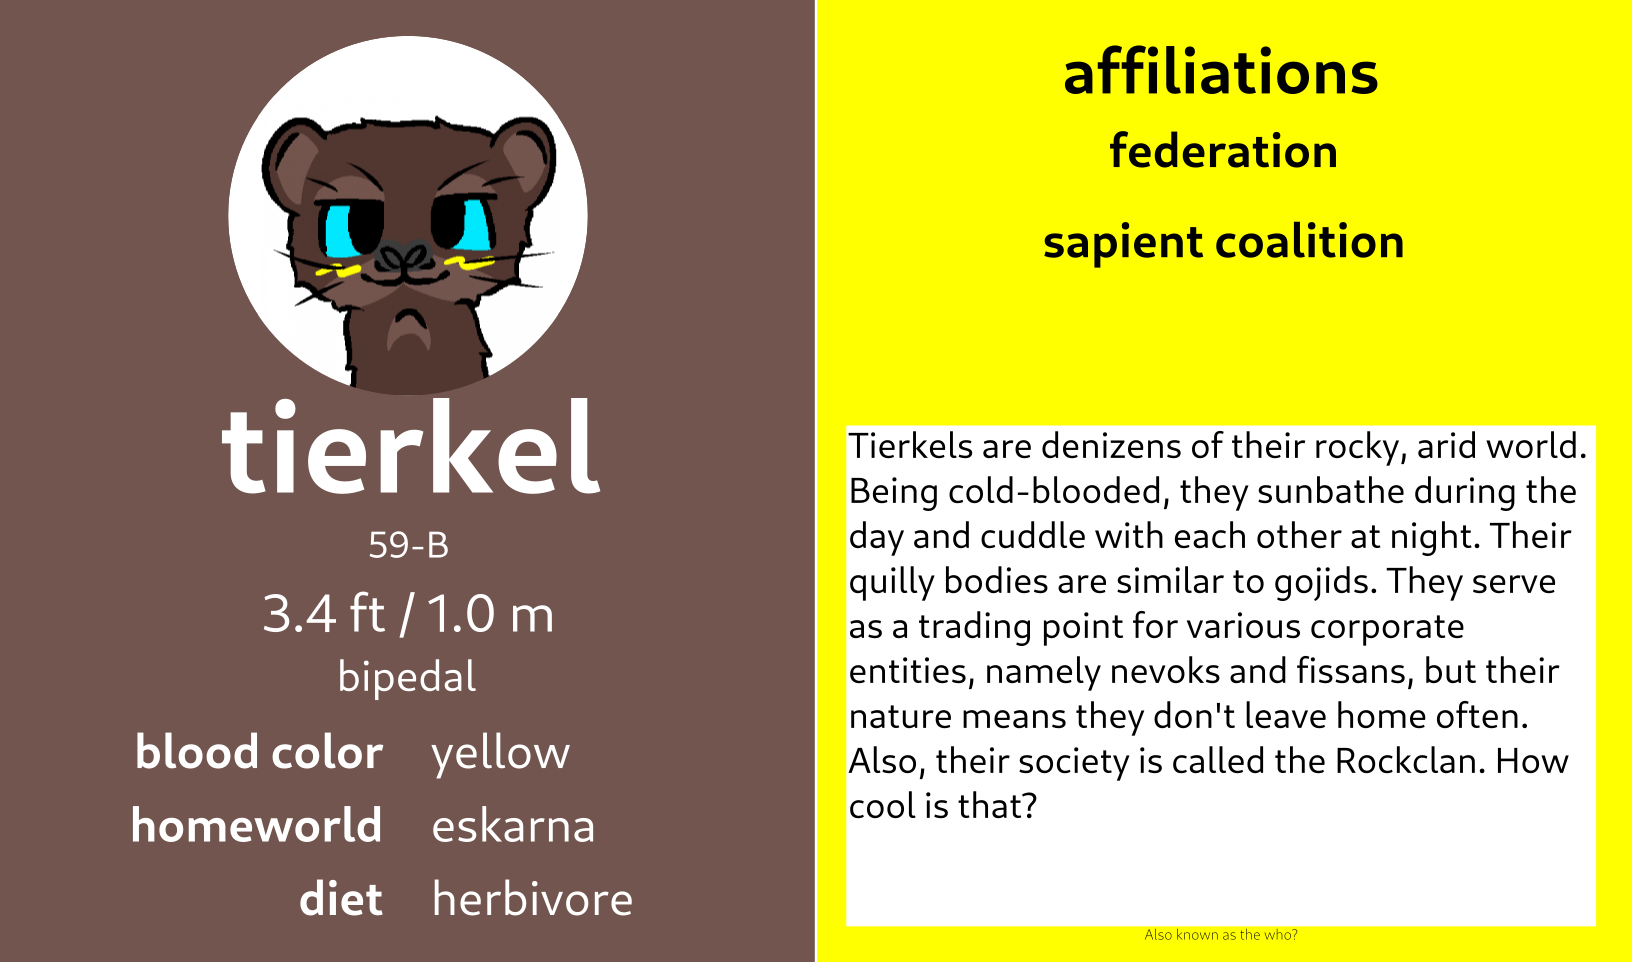 tierkel
59-B
3.4 ft / 1.0 m
bipedal
blood color yellow
homeworld eskarna
diet herbivore
affiliations
federation
sapient coalition
Tierkels are denizens of their rocky, arid world.
Being cold-blooded, they sunbathe during the
day and cuddle with each other at night. Their
quilly bodies are similar to gojids. They serve
as a trading point for various corporate
entities, namely nevoks and fissans, but their
nature means they don't leave home often.
Also, their society is called the Rockclan. How
cool is that?
Also known as the who?